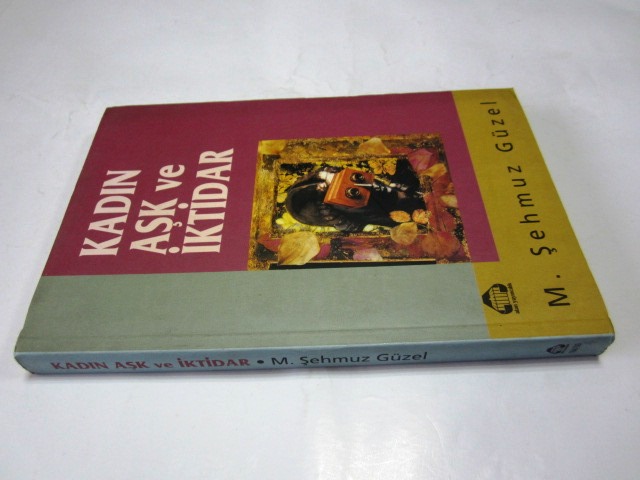 KADIN
AŞK ve
İKTİDAR
M. Şehmuz Güzel
KADIN AŞK ve İKTİDAR • M. Şehmuz Güzel